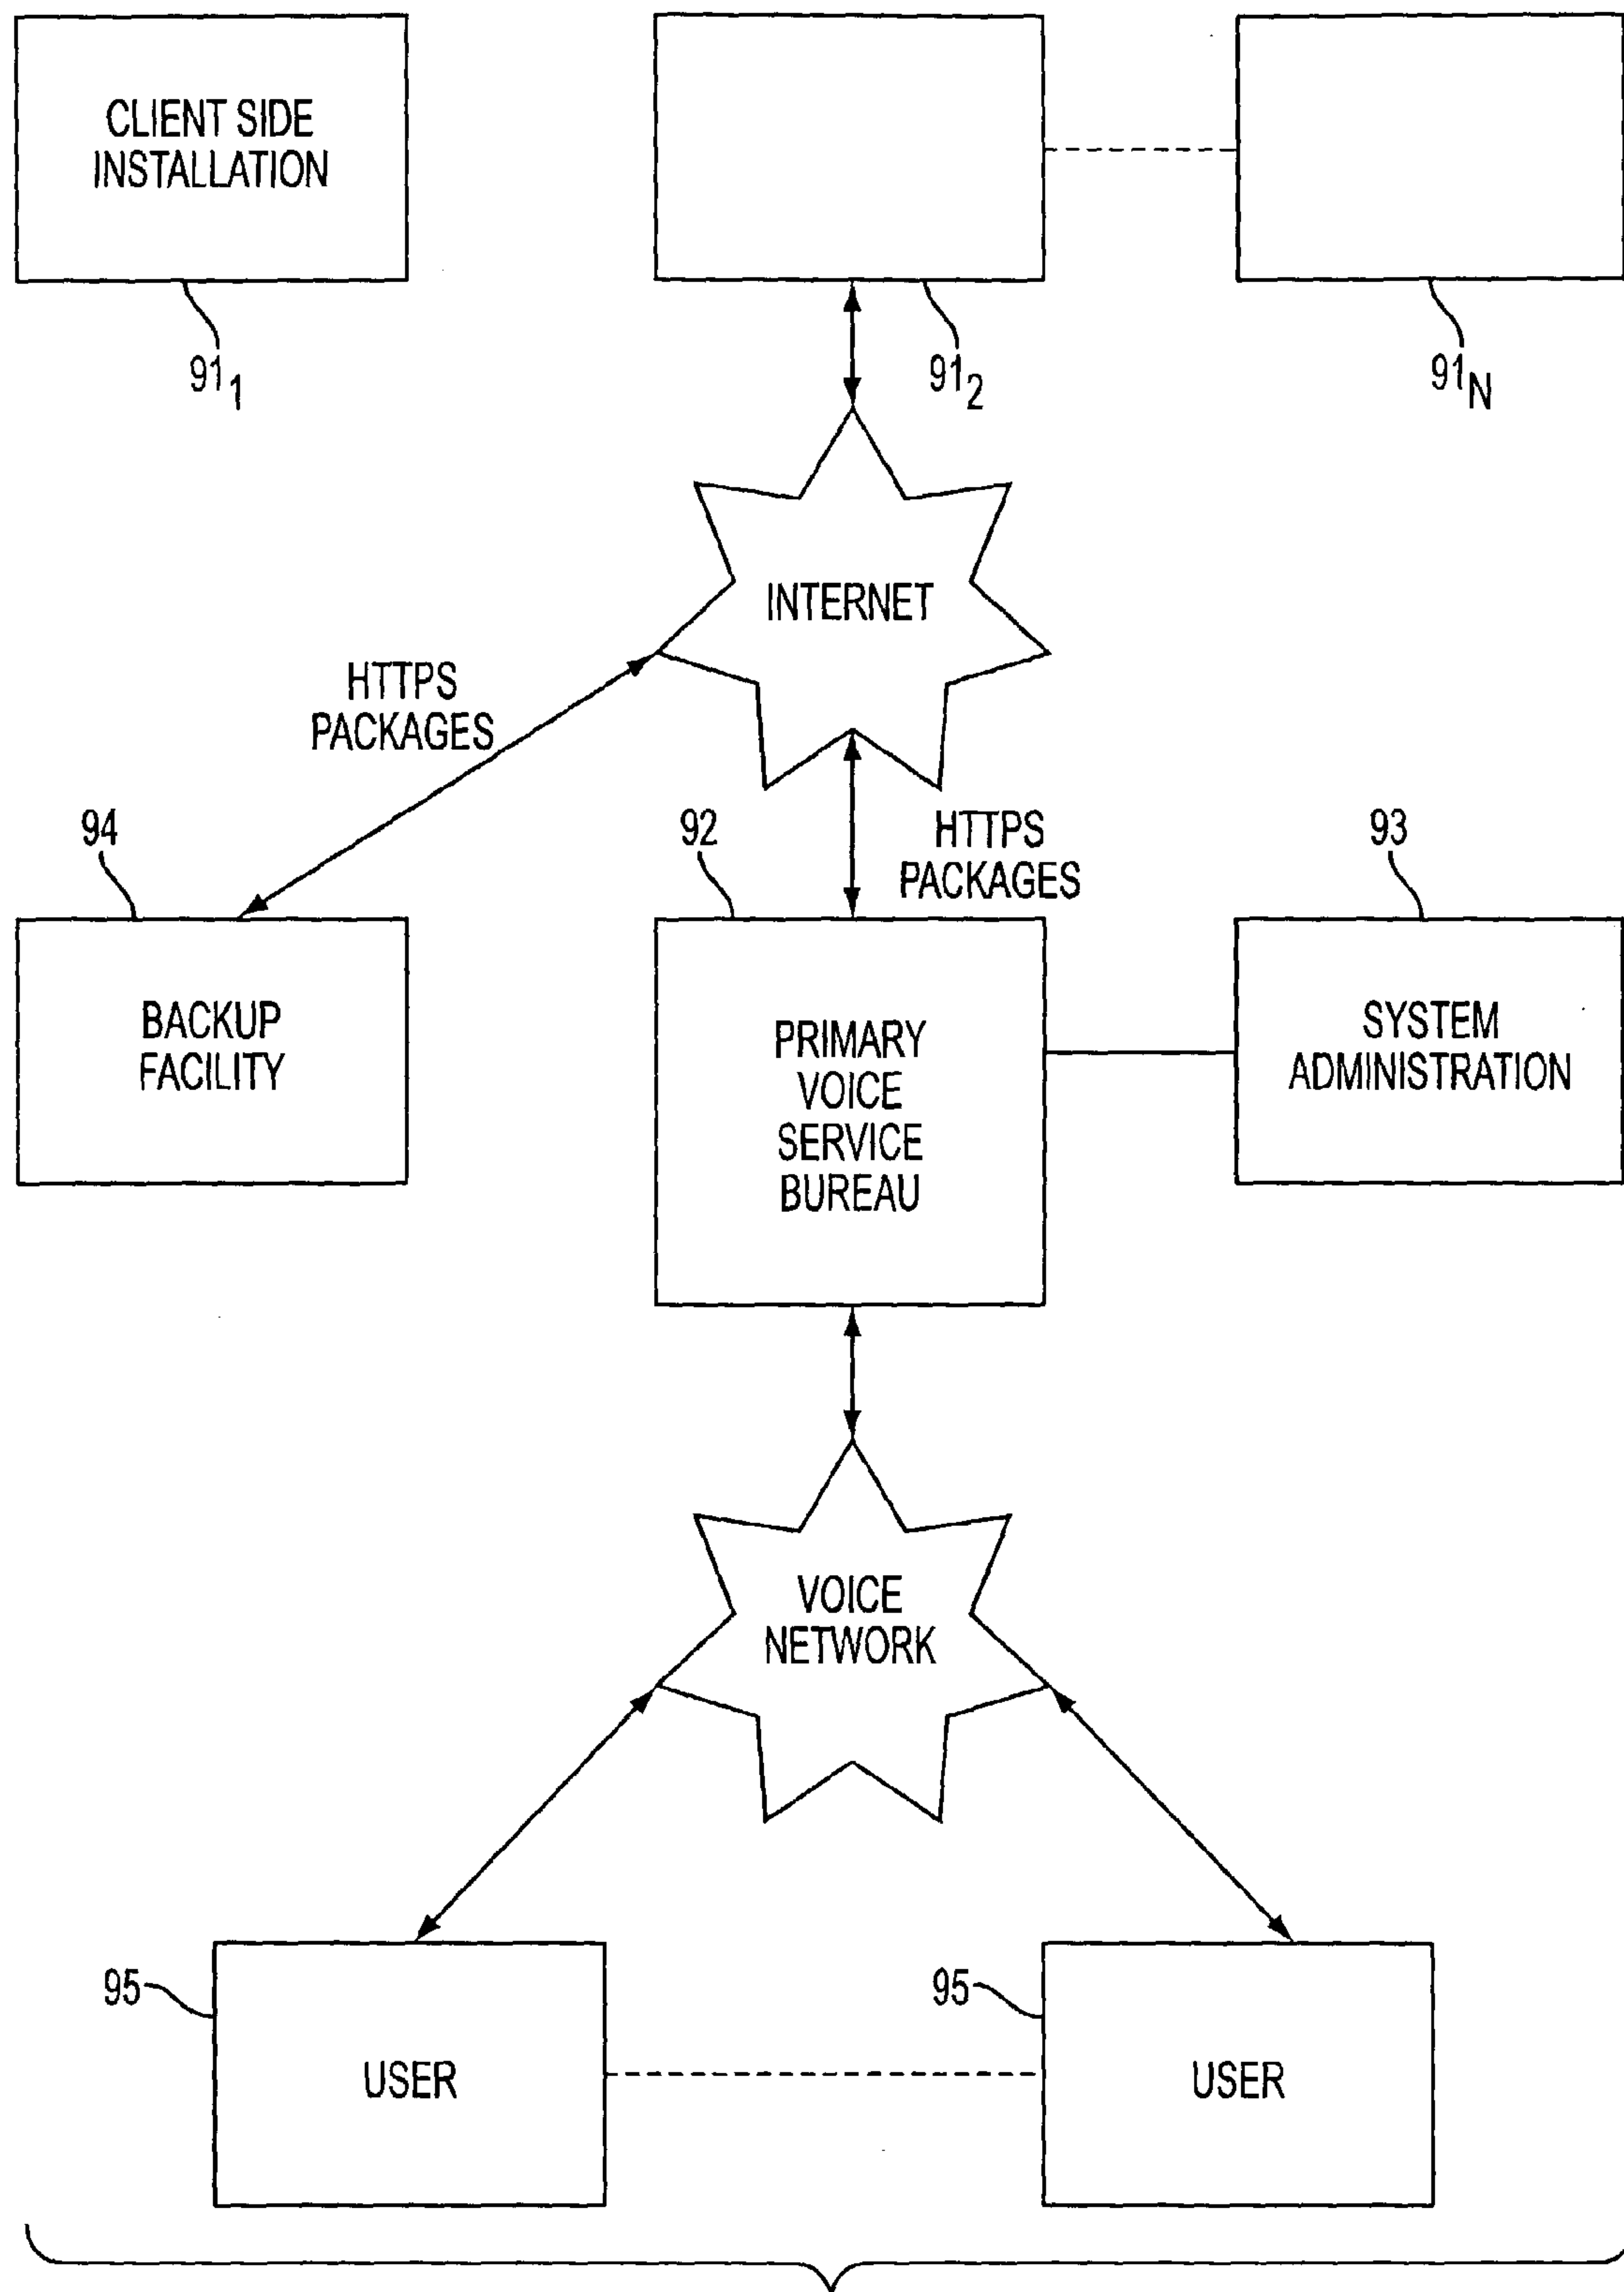 CLIENT SIDE
INSTALLATION
91₁
91₂
91N
INTERNET
HTTPS
PACKAGES
HTTPS
PACKAGES
94
92
93
BACKUP
FACILITY
PRIMARY
VOICE
SERVICE
BUREAU
SYSTEM
ADMINISTRATION
VOICE
NETWORK
95
USER
95
USER